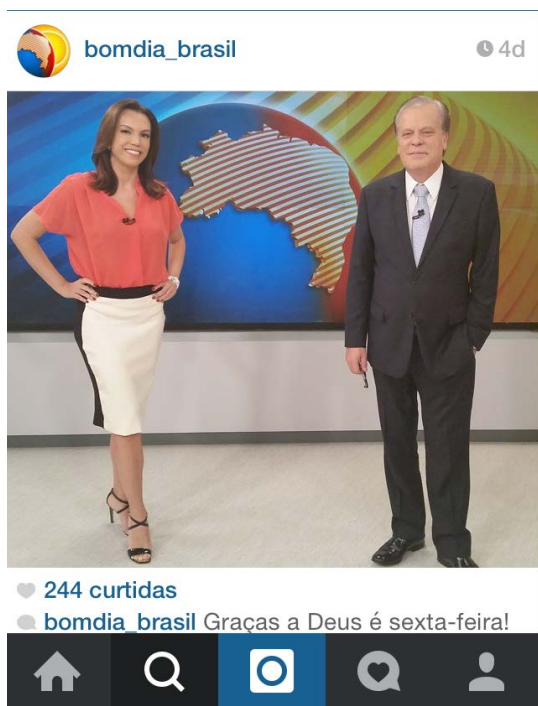 bomdia_brasil
4d
244 curtidas
bomdia_brasil Graças a Deus é sexta-feira!